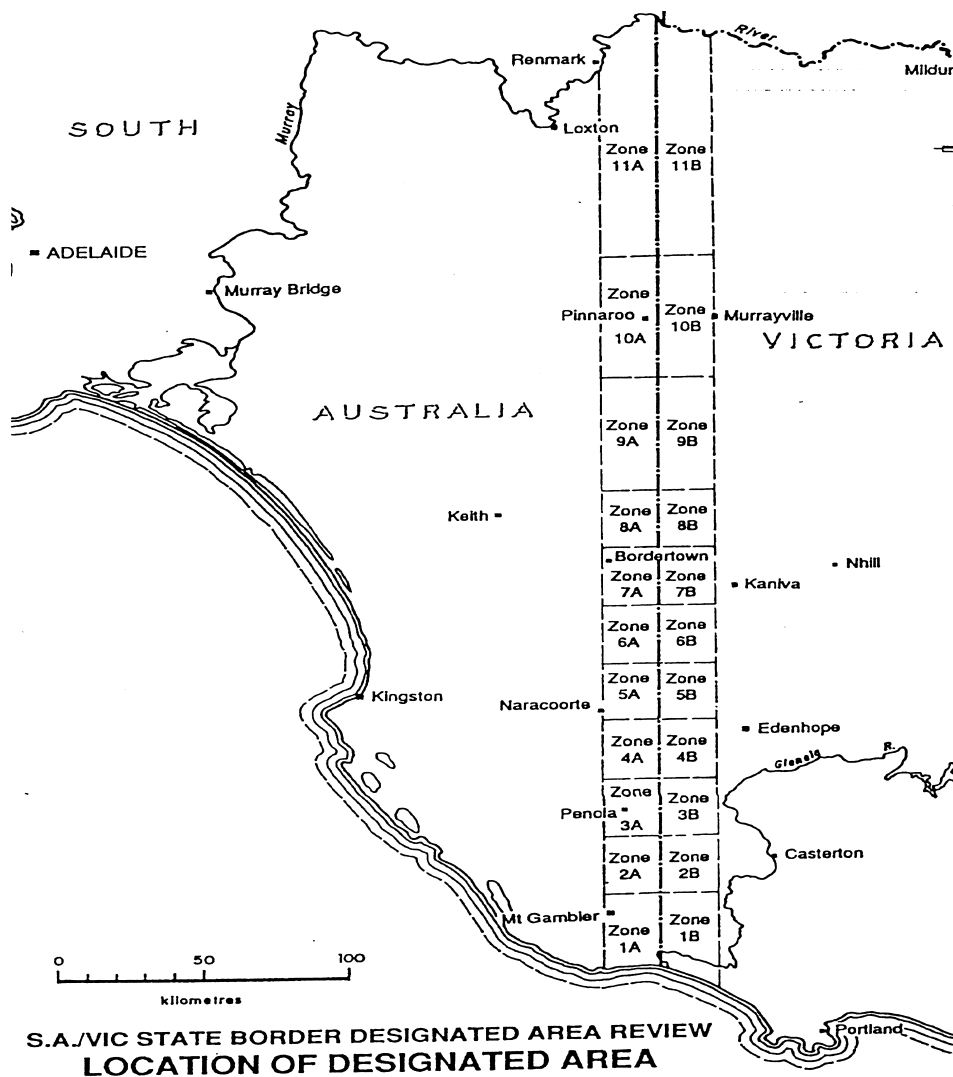 River
Renmark
Mildur
SOUTH
Murray
Loxton
Zone
11A
Zone
11B
ADELAIDE
Murray Bridge
Zone
10A
Pinnaroo
Zone
10B
Murrayville
VICTORIA
AUSTRALIA
Zone
9A
Zone
9B
Keith
Zone
8A
Zone
8B
Bordertown
Nhill
Zone
7A
Zone
7B
Kaniva
Zone
6A
Zone
6B
Kingston
Zone
5A
Zone
5B
Naracoorte
Edenhope
Zone
4A
Zone
4B
Glenelg R.
Zone
3A
Penola
Zone
3B
Casterton
Zone
2A
Zone
2B
Mt Gambier
Zone
1A
Zone
1B
0 50 100
kilometres
Portland
S.A./VIC STATE BORDER DESIGNATED AREA REVIEW
LOCATION OF DESIGNATED AREA